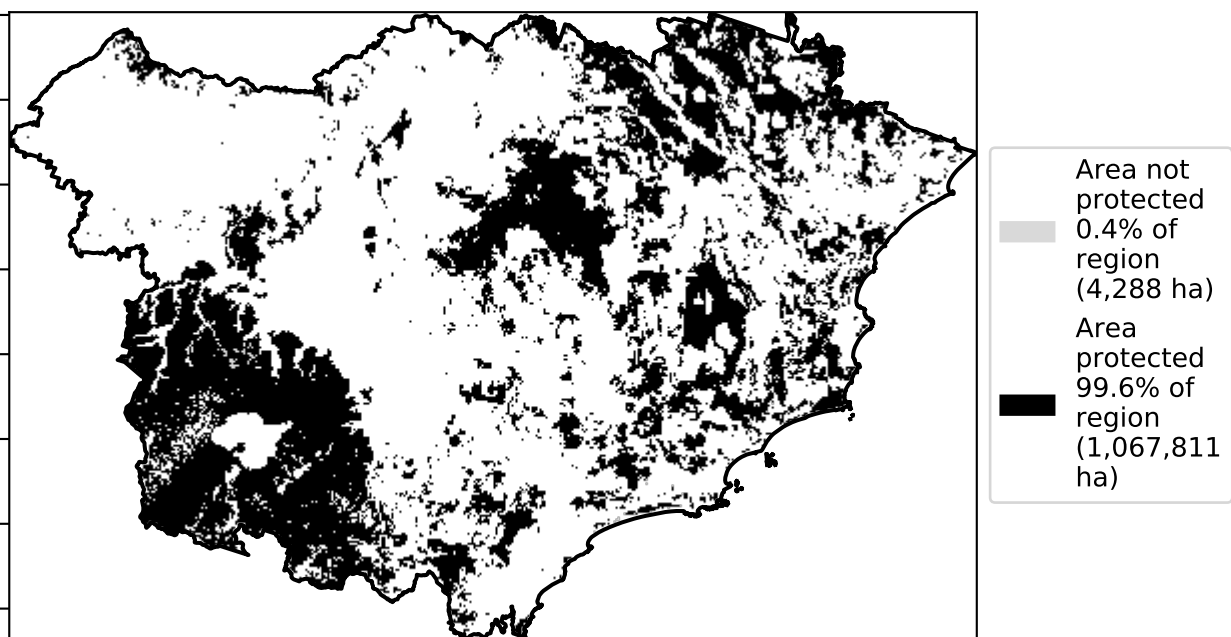 Area not
protected
0.4% of
region
(4,288 ha)
Area
protected
99.6% of
region
(1,067,811
ha)